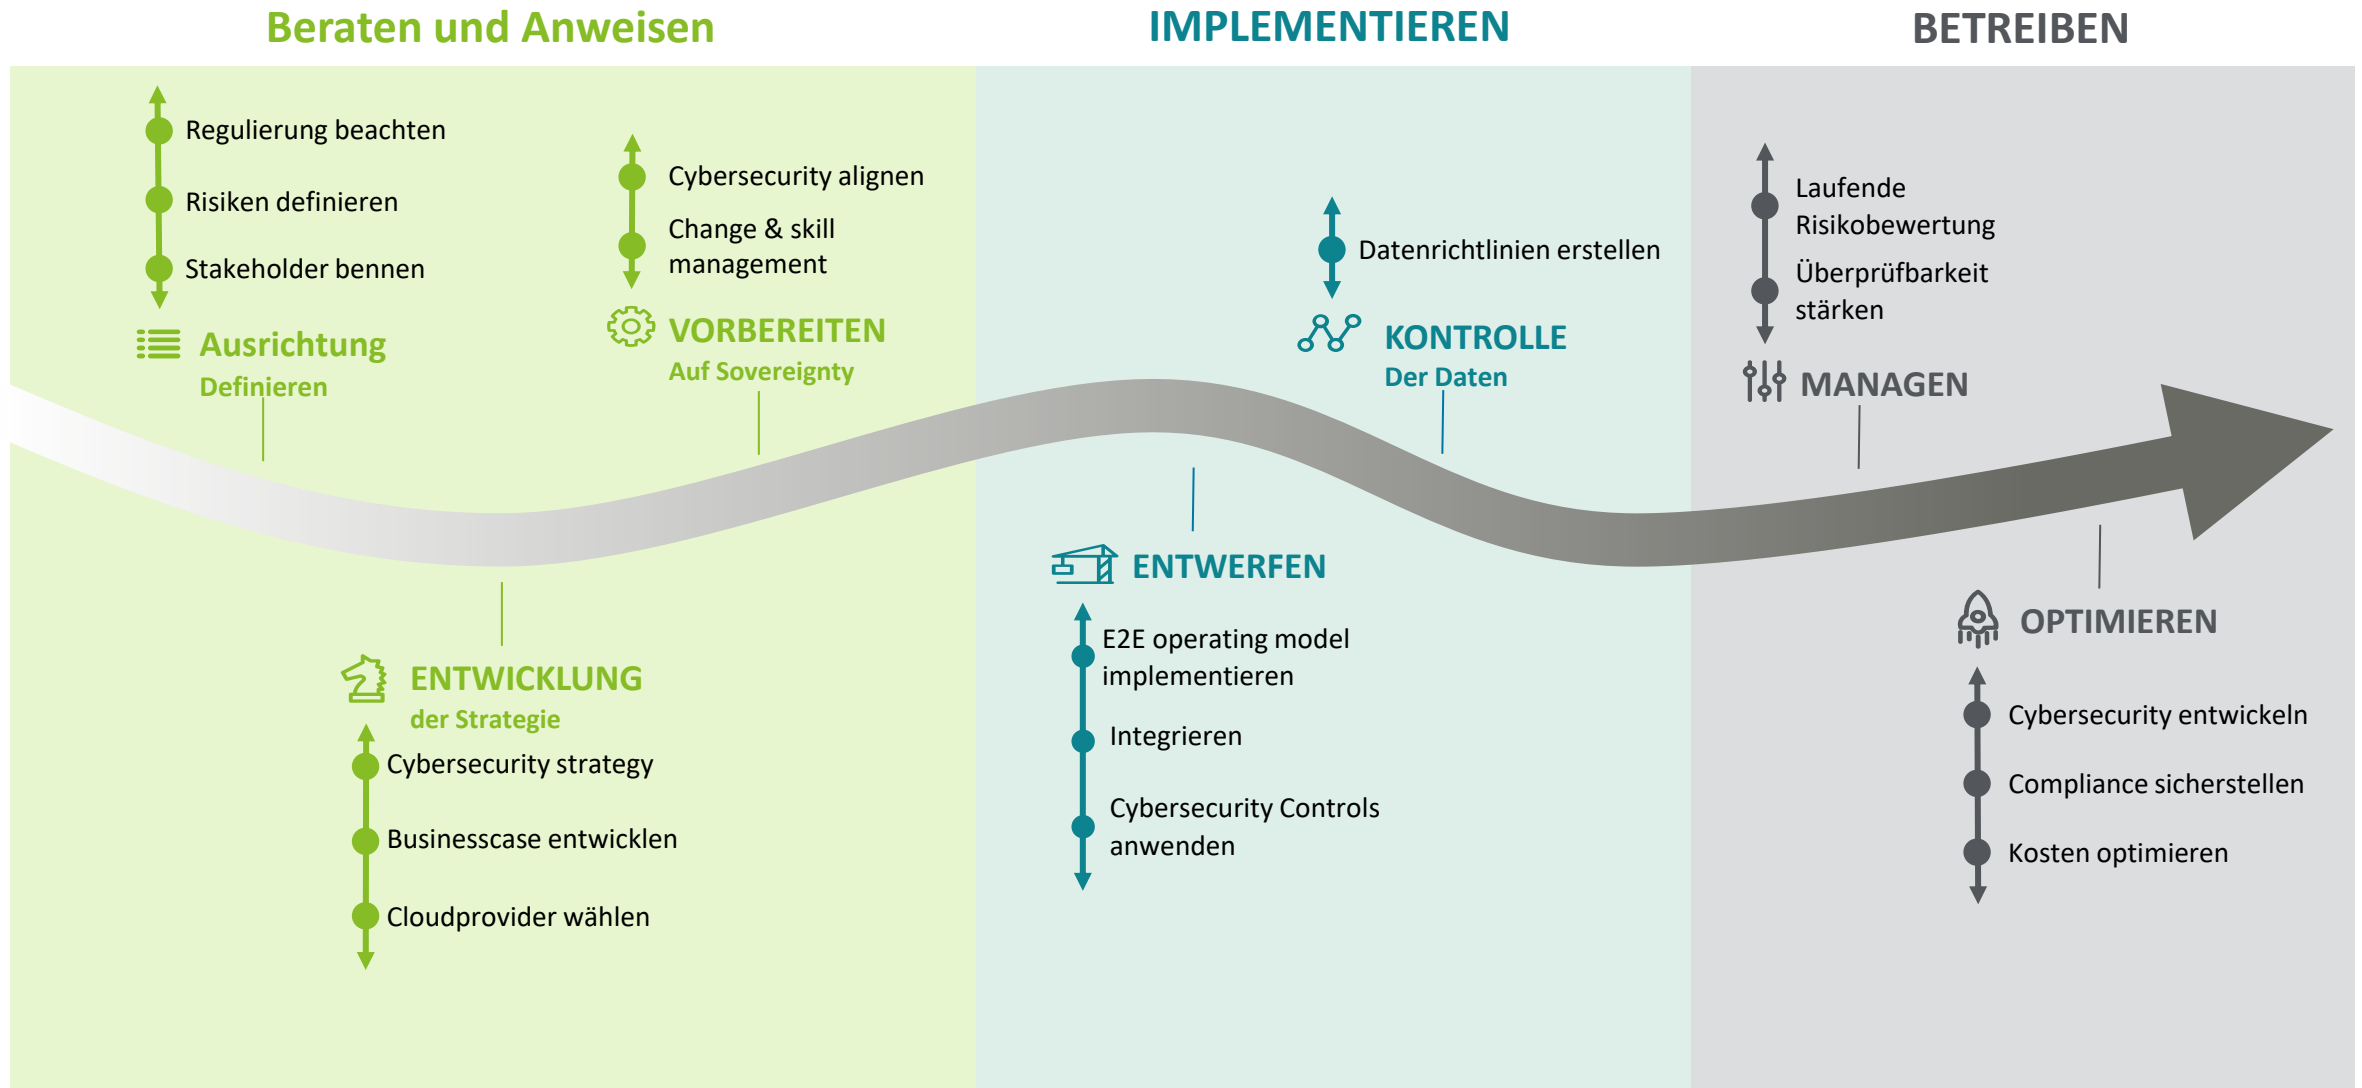 Beraten und Anweisen
IMPLEMENTIEREN
BETREIBEN
Regulierung beachten
Risiken definieren
Stakeholder bennen
Ausrichtung
Definieren
Cybersecurity alignen
Change & skill
management
VORBEREITEN
Auf Sovereignty
ENTWICKLUNG
der Strategie
Cybersecurity strategy
Businesscase entwicklen
Cloudprovider wählen
Datenrichtlinien erstellen
KONTROLLE
Der Daten
ENTWERFEN
E2E operating model
implementieren
Integrieren
Cybersecurity Controls
anwenden
Laufende
Risikobewertung
Überprüfbarkeit
stärken
MANAGEN
OPTIMIEREN
Cybersecurity entwickeln
Compliance sicherstellen
Kosten optimieren